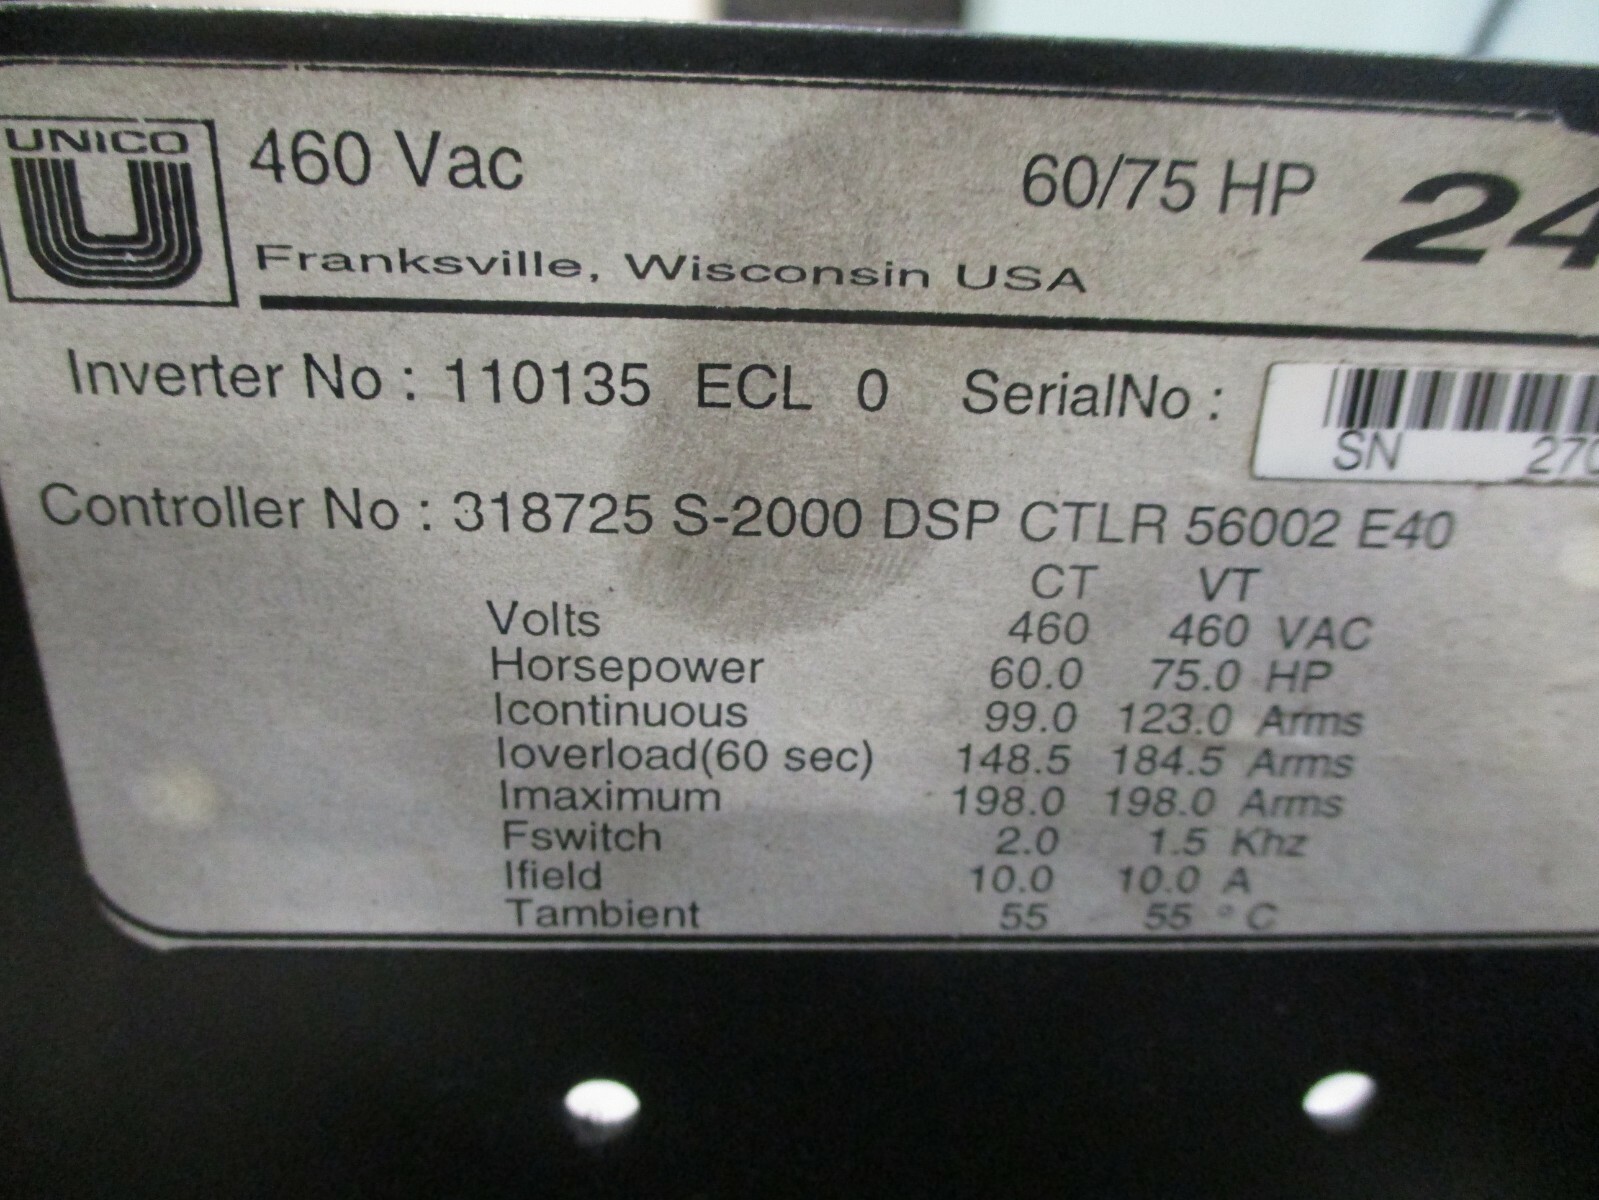 UNICO
460 Vac 60/75 HP
Franksville, Wisconsin USA
Inverter No : 110135 ECL 0 SerialNo :
SN
Controller No : 318725 S-2000 DSP CTLR 56002 E40
CT VT
Volts 460 460 VAC
Horsepower 60.0 75.0 HP
Icontinuous 99.0 123.0 Arms
Ioverload(60 sec) 148.5 184.5 Arms
Imaximum 198.0 198.0 Arms
Fswitch 2.0 1.5 Khz
Ifield 10.0 10.0 A
Tambient 55 55 ° C